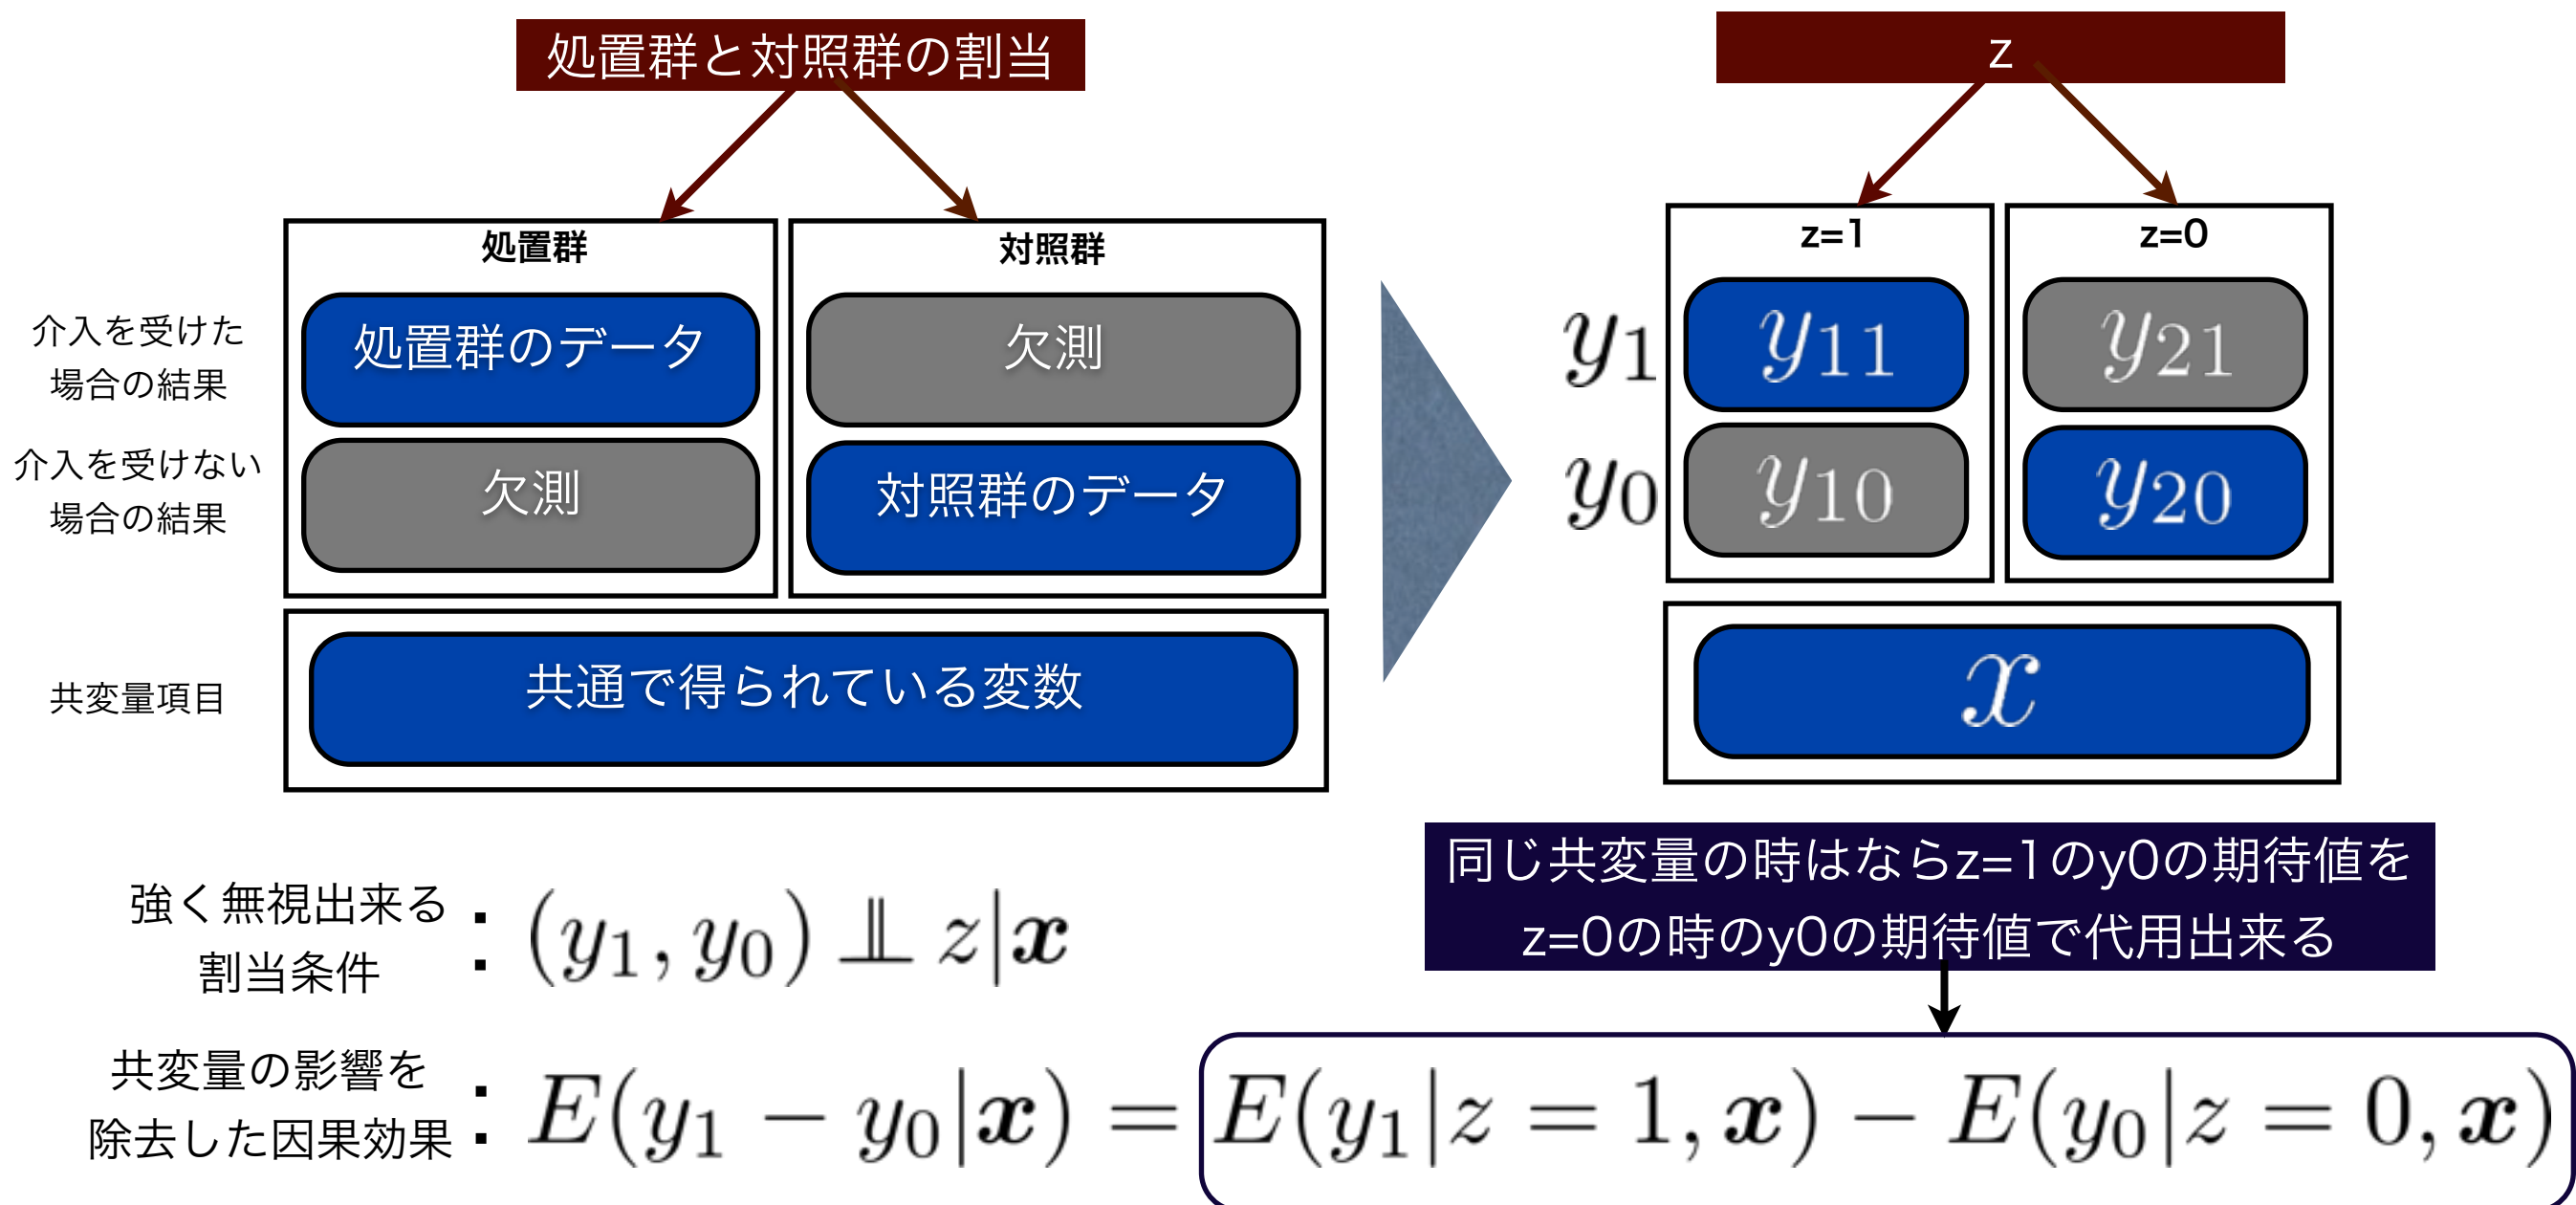 処置群と対照群の割当
処置群
対照群
介入を受けた
場合の結果
処置群のデータ
欠測
介入を受けない
場合の結果
欠測
対照群のデータ
共変量項目
共通で得られている変数
z
z=1
z=0
y₁
y₁₁
y₂₁
y₀
y₁₀
y₂₀
x
同じ共変量の時はならz=1のy0の期待値を
z=0の時のy0の期待値で代用出来る
強く無視出来る
割当条件
: (y₁, y₀) ⫫ z|x
共変量の影響を
除去した因果効果
: E(y₁ − y₀|x) = E(y₁|z = 1, x) − E(y₀|z = 0, x)